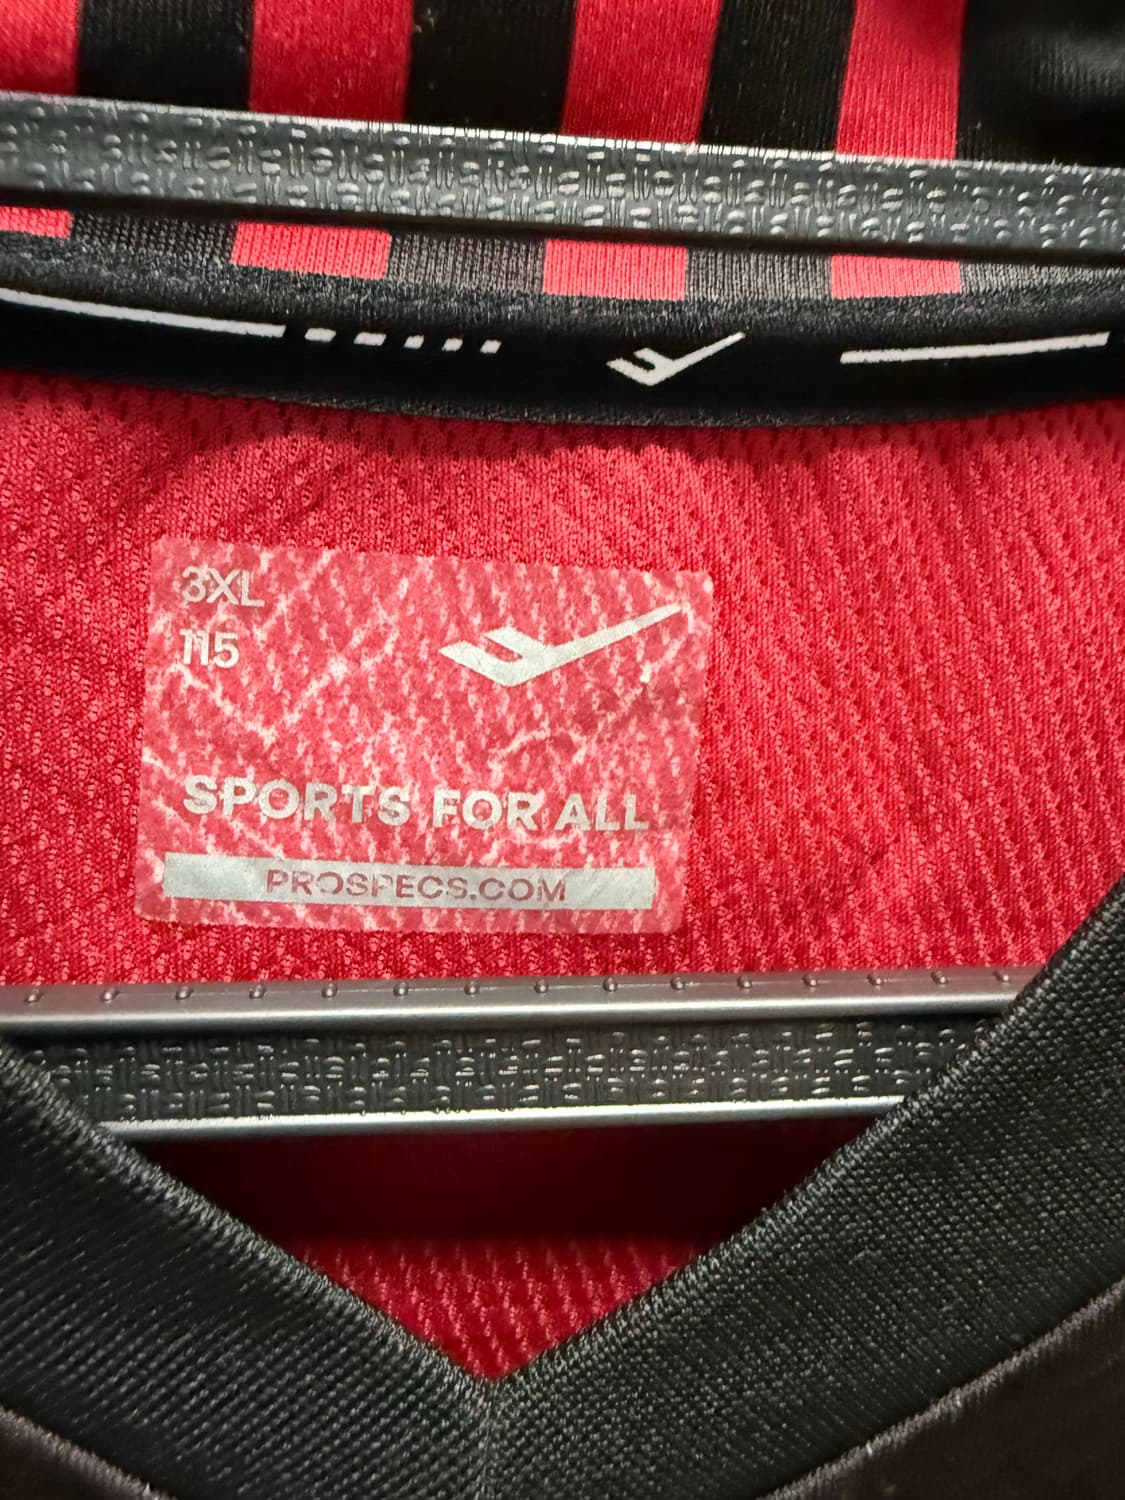 3XL
115
SPORTS FOR ALL
PROSPECS.COM